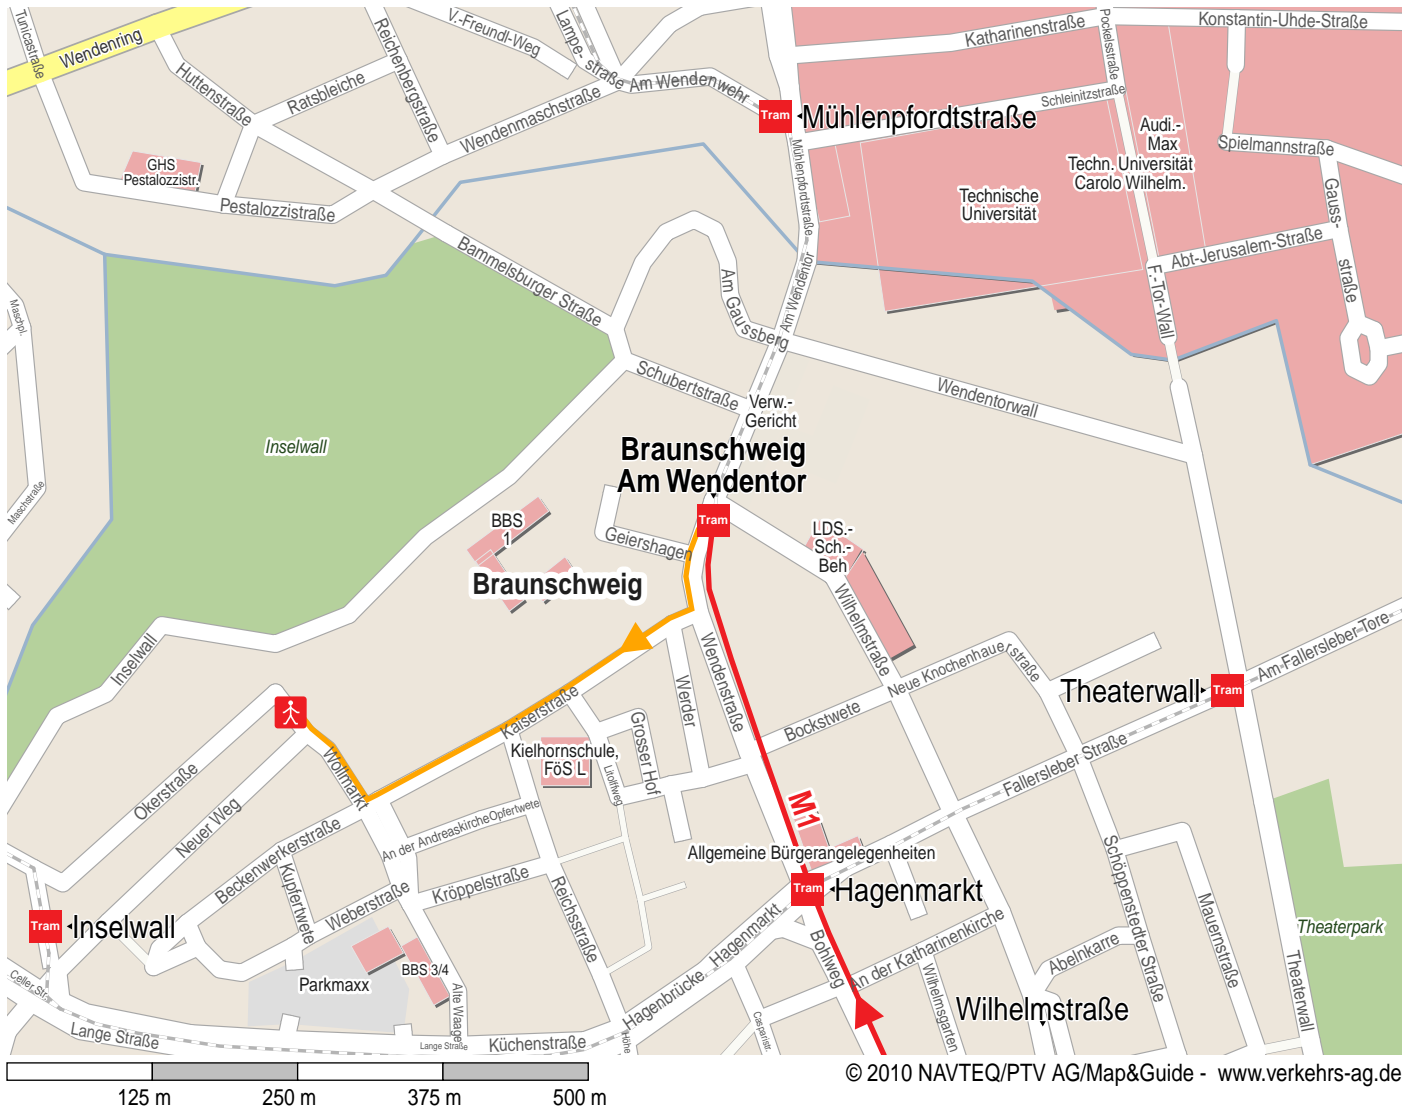 Tunicastraße
Wendenring
Huttenstraße
Ratsbleiche
Reichenbergstraße
V.-Freundl-Weg
Lampe-
straße
Am Wendenwehr
Wendenmaschstraße
Tram
Mühlenpfordtstraße
Katharinenstraße
Pockelsstraße
Konstantin-Uhde-Straße
Schleinitzstraße
Audi.-
Max
Techn. Universität
Carolo Wilhelm.
Spielmannstraße
Technische
Universität
Gauss-
straße
Abt-Jerusalem-Straße
F.-Tor-Wall
GHS
Pestalozzistr.
Pestalozzistraße
Bammelsburger Straße
Mühlenpfordtstraße
Am Wendentor
Am Gaussberg
Schubertstraße
Verw.-
Gericht
Wendentorwall
Maschpl.
Maschstraße
Inselwall
Braunschweig
Am Wendentor
Tram
BBS
1
Geiershagen
LDS.-
Sch.-
Beh
Braunschweig
Wilhelmstraße
Inselwall
Neue Knochenhauerstraße
Am-Fallersleber-Tore
Theaterwall
Tram
Kaiserstraße
Werder
Wendenstraße
Bockstwete
Grosser Hof
Kielhornschule,
FöS L
Litolffweg
Wollmarkt
Okerstraße
Neuer Weg
Beckenwerkerstraße
An der Andreaskirche
Opfertwete
M1
Fallersleber Straße
Allgemeine Bürgerangelegenheiten
Tram
Hagenmarkt
Schöppenstedter Straße
Mauernstraße
Theaterpark
Theaterwall
Kupfertwete
Weberstraße
Kröppelstraße
Reichsstraße
Tram
Inselwall
Celler Str.
Parkmaxx
BBS 3/4
Alte Waage
Hagenbrücke
Hagenmarkt
Bohlweg
An der Katharinenkirche
Abelnkarre
Wilhelmsgarten
Wilhelmstraße
Casparistr.
Höhe
Lange Straße
Lange Straße
Küchenstraße
125 m
250 m
375 m
500 m
© 2010 NAVTEQ/PTV AG/Map&Guide - www.verkehrs-ag.de